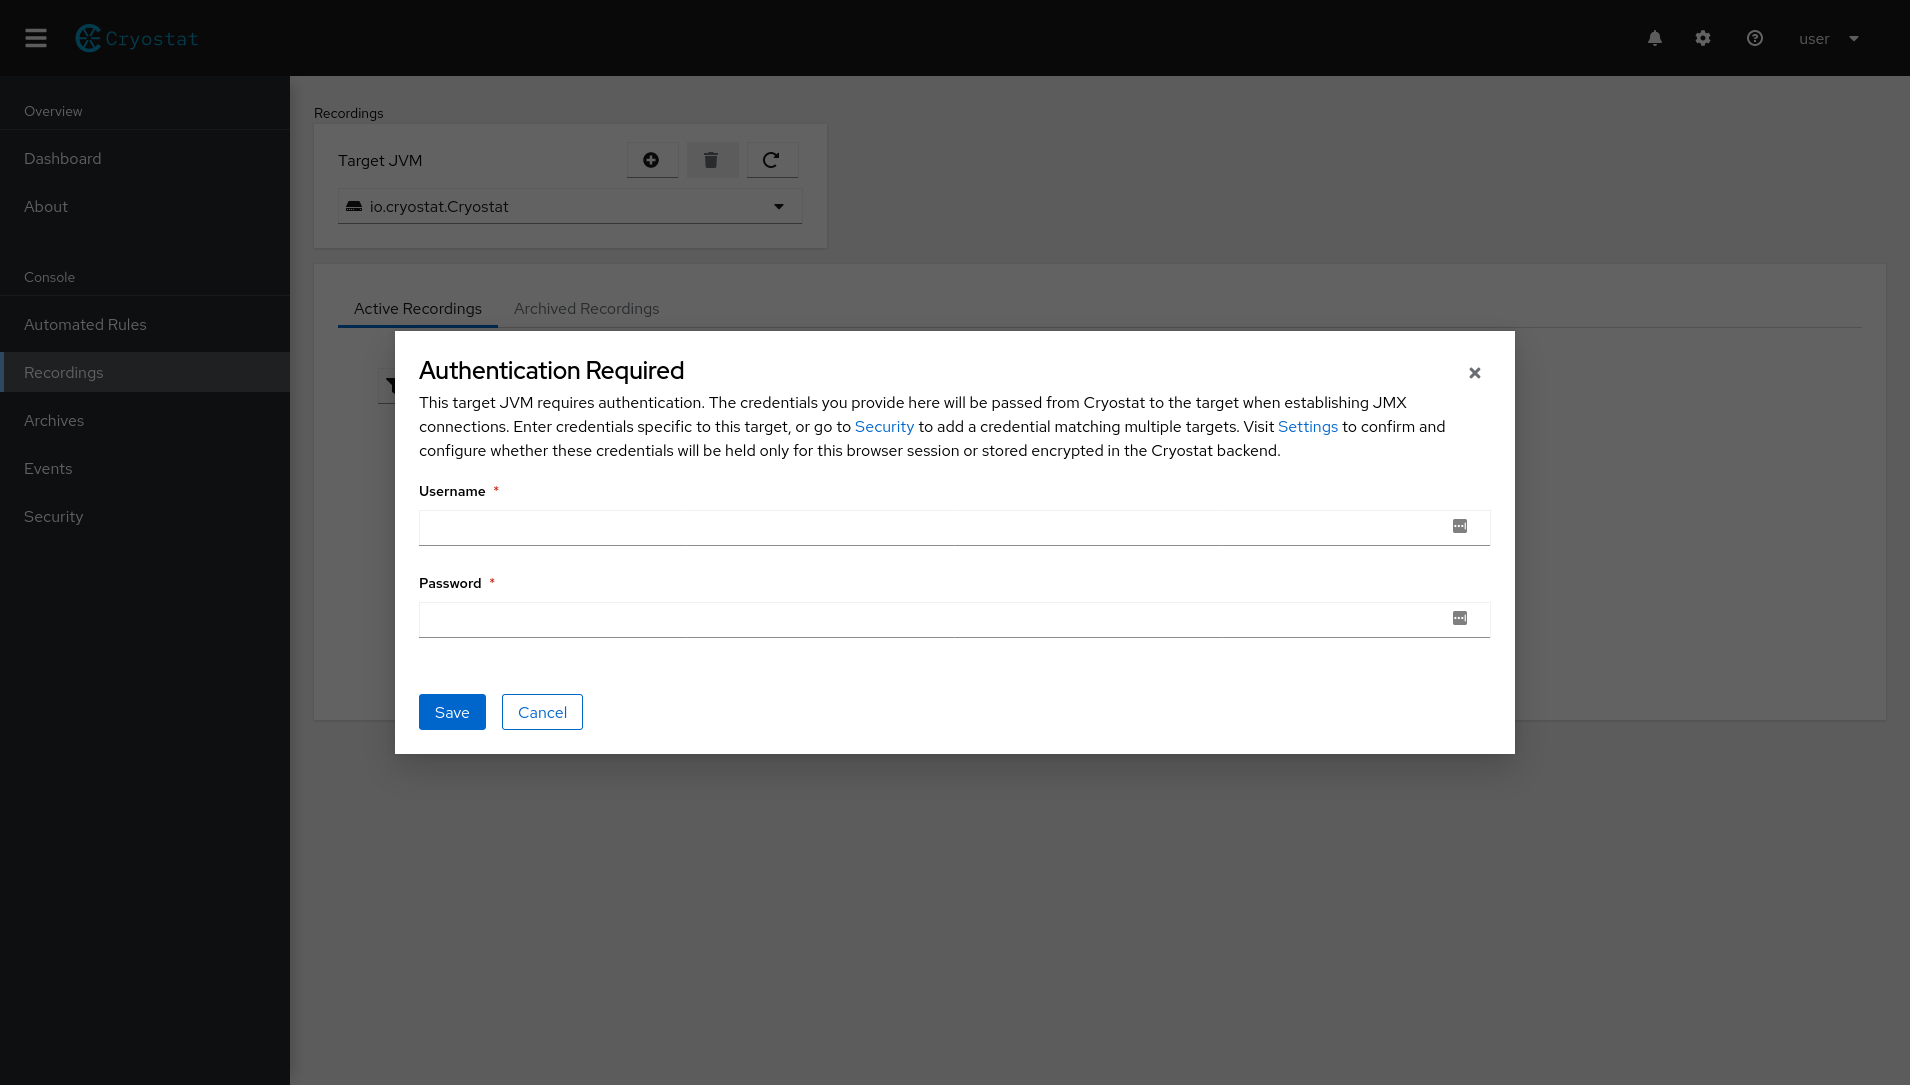 Cryostat
user
Overview
Dashboard
About
Console
Automated Rules
Recordings
Archives
Events
Security
Recordings
Target JVM
io.cryostat.Cryostat
Active Recordings
Archived Recordings
Authentication Required
This target JVM requires authentication. The credentials you provide here will be passed from Cryostat to the target when establishing JMX
connections. Enter credentials specific to this target, or go to Security to add a credential matching multiple targets. Visit Settings to confirm and
configure whether these credentials will be held only for this browser session or stored encrypted in the Cryostat backend.
Username *
Password *
Save
Cancel